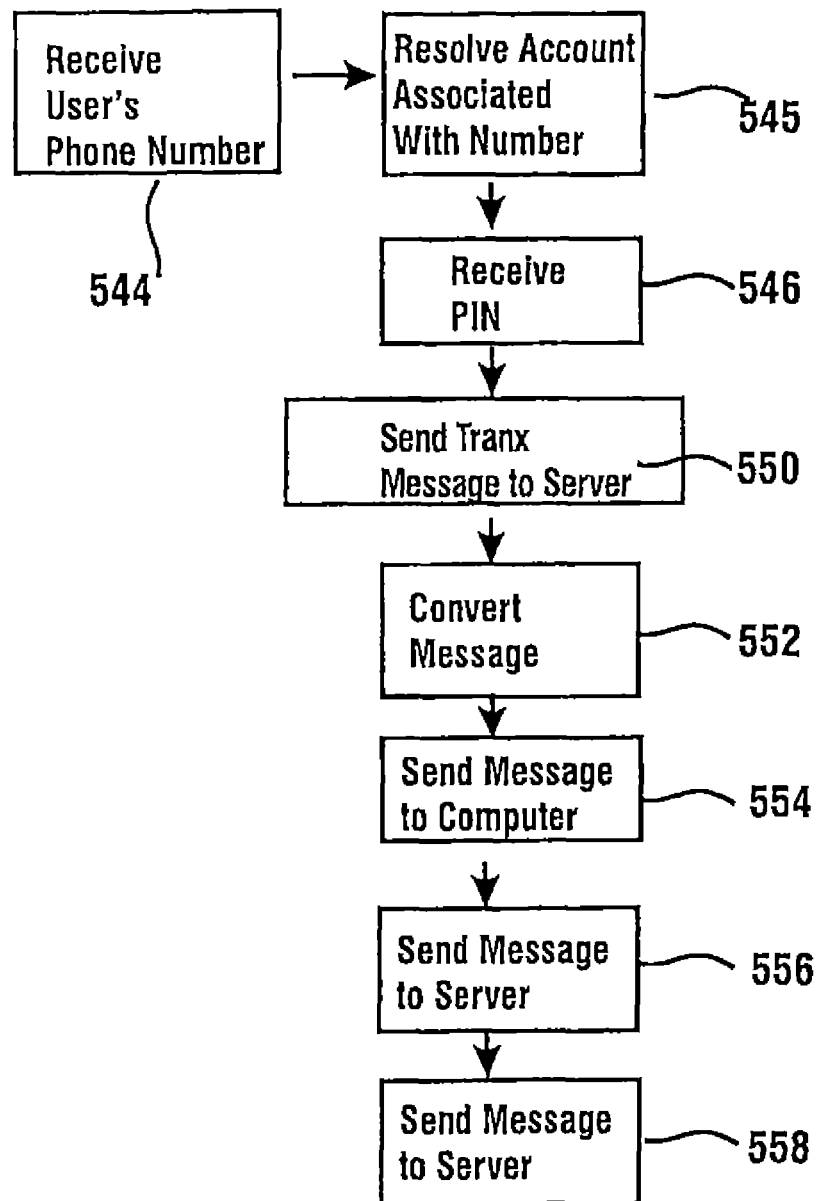 Receive
User's
Phone Number
544
Resolve Account
Associated
With Number
545
Receive
PIN
546
Send Tranx
Message to Server
550
Convert
Message
552
Send Message
to Computer
554
Send Message
to Server
556
Send Message
to Server
558